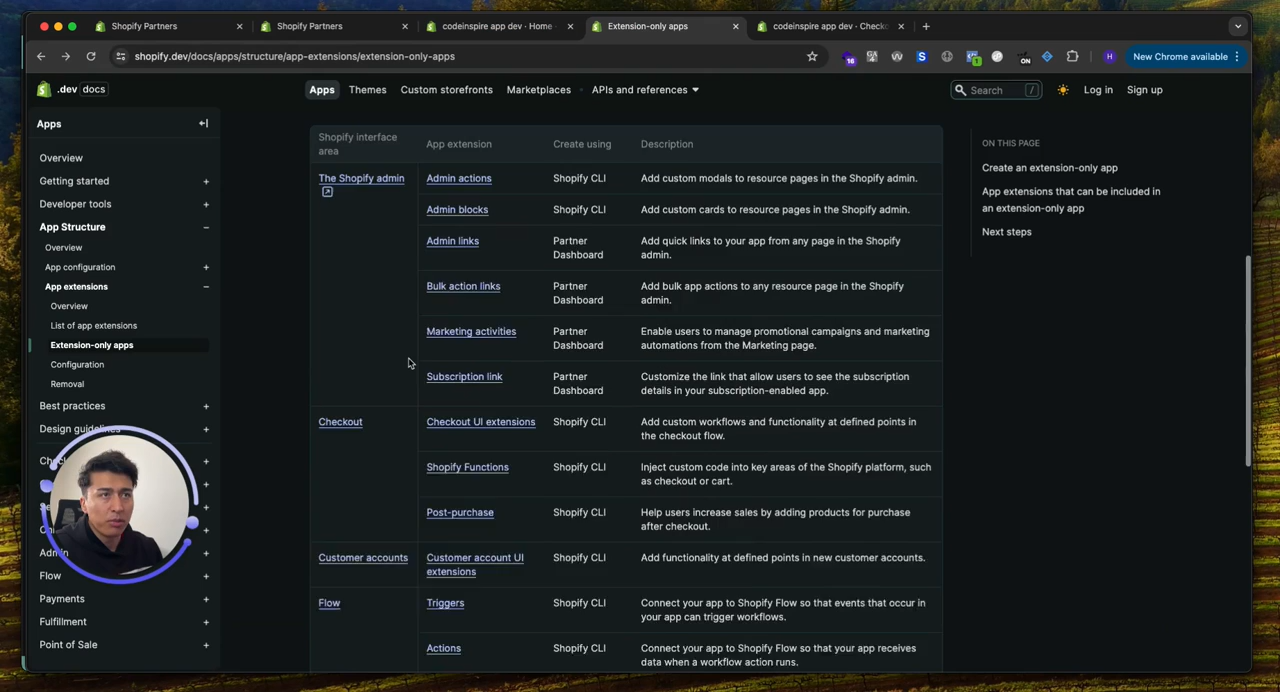 Shopify Partners
Shopify Partners
codeinspire app dev · Home
Extension-only apps
codeinspire app dev · Checko
shopify.dev/docs/apps/structure/app-extensions/extension-only-apps
16
1
ON
H
New Chrome available
.dev docs
Apps
Themes
Custom storefronts
Marketplaces
APIs and references
Search /
Log in
Sign up
Apps
Overview
Getting started
Developer tools
App Structure
Overview
App configuration
App extensions
Overview
List of app extensions
Extension-only apps
Configuration
Removal
Best practices
Design guidelines
Flow
Payments
Fulfillment
Point of Sale
Shopify interface
area
App extension
Create using
Description
The Shopify admin
Admin actions
Shopify CLI
Add custom modals to resource pages in the Shopify admin.
Admin blocks
Shopify CLI
Add custom cards to resource pages in the Shopify admin.
Admin links
Partner
Dashboard
Add quick links to your app from any page in the Shopify
admin.
Bulk action links
Partner
Dashboard
Add bulk app actions to any resource page in the Shopify
admin.
Marketing activities
Partner
Dashboard
Enable users to manage promotional campaigns and marketing
automations from the Marketing page.
Subscription link
Partner
Dashboard
Customize the link that allow users to see the subscription
details in your subscription-enabled app.
Checkout
Checkout UI extensions
Shopify CLI
Add custom workflows and functionality at defined points in
the checkout flow.
Shopify Functions
Shopify CLI
Inject custom code into key areas of the Shopify platform, such
as checkout or cart.
Post-purchase
Shopify CLI
Help users increase sales by adding products for purchase
after checkout.
Customer accounts
Customer account UI
extensions
Shopify CLI
Add functionality at defined points in new customer accounts.
Flow
Triggers
Shopify CLI
Connect your app to Shopify Flow so that events that occur in
your app can trigger workflows.
Actions
Shopify CLI
Connect your app to Shopify Flow so that your app receives
data when a workflow action runs.
ON THIS PAGE
Create an extension-only app
App extensions that can be included in
an extension-only app
Next steps